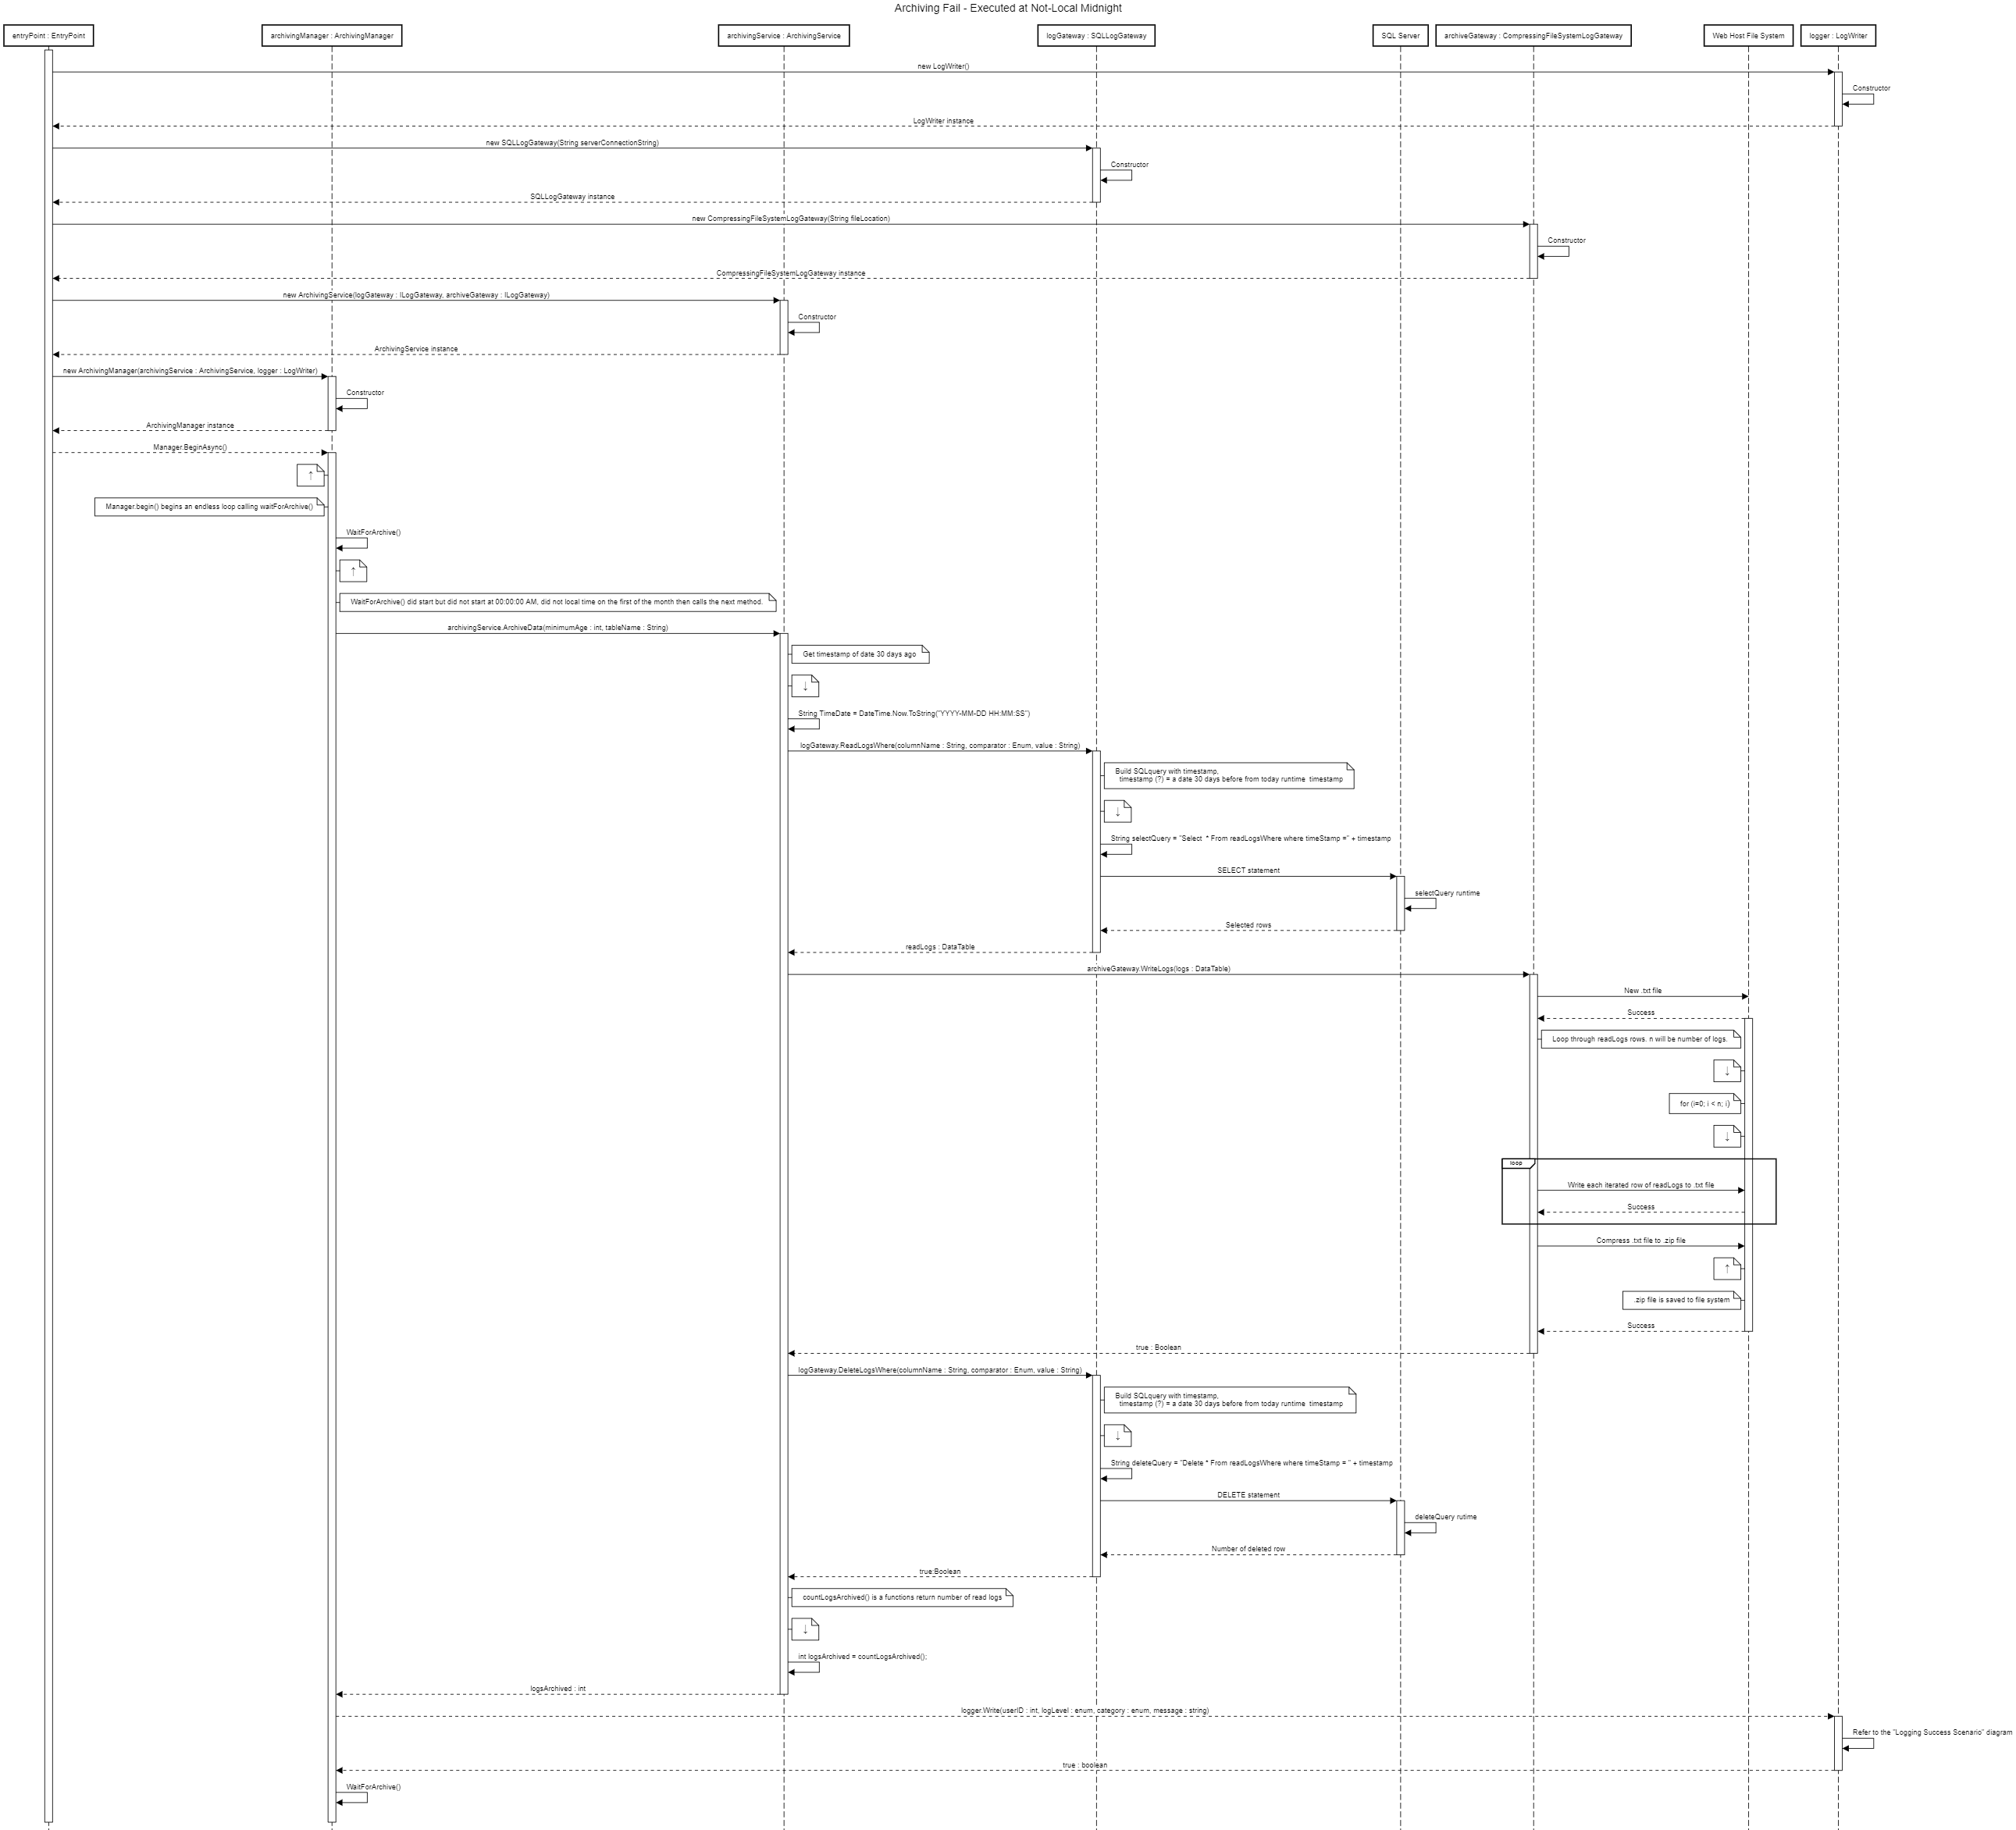 Archiving Fail - Executed at Not-Local Midnight
entryPoint : EntryPoint
archivingManager : ArchivingManager
archivingService : ArchivingService
logGateway : SQLLogGateway
SQL Server
archiveGateway : CompressingFileSystemLogGateway
Web Host File System
logger : LogWriter
new LogWriter()
Constructor
LogWriter instance
new SQLLogGateway(String serverConnectionString)
Constructor
SQLLogGateway instance
new CompressingFileSystemLogGateway(String fileLocation)
Constructor
CompressingFileSystemLogGateway instance
new ArchivingService(logGateway : ILogGateway, archiveGateway : ILogGateway)
Constructor
ArchivingService instance
new ArchivingManager(archivingService : ArchivingService, logger : LogWriter)
Constructor
ArchivingManager instance
Manager.BeginAsync()
↑
Manager.begin() begins an endless loop calling waitForArchive()
WaitForArchive()
↑
WaitForArchive() did start but did not start at 00:00:00 AM, did not local time on the first of the month then calls the next method.
archivingService.ArchiveData(minimumAge : int, tableName : String)
Get timestamp of date 30 days ago
↓
String TimeDate = DateTime.Now.ToString("YYYY-MM-DD HH:MM:SS")
logGateway.ReadLogsWhere(columnName : String, comparator : Enum, value : String)
Build SQLquery with timestamp,
timestamp (?) = a date 30 days before from today runtime timestamp
↓
String selectQuery = "Select * From readLogsWhere where timeStamp =" + timestamp
SELECT statement
selectQuery runtime
Selected rows
readLogs : DataTable
archiveGateway.WriteLogs(logs : DataTable)
New .txt file
Success
Loop through readLogs rows. n will be number of logs.
↓
for (i=0; i < n; i)
↓
loop
Write each iterated row of readLogs to .txt file
Success
Compress .txt file to .zip file
↑
.zip file is saved to file system
Success
true : Boolean
logGateway.DeleteLogsWhere(columnName : String, comparator : Enum, value : String)
Build SQLquery with timestamp,
timestamp (?) = a date 30 days before from today runtime timestamp
↓
String deleteQuery = "Delete * From readLogsWhere where timeStamp = " + timestamp
DELETE statement
deleteQuery rutime
Number of deleted row
true:Boolean
countLogsArchived() is a functions return number of read logs
↓
int logsArchived = countLogsArchived();
logsArchived : int
logger.Write(userID : int, logLevel : enum, category : enum, message : string)
Refer to the "Logging Success Scenario" diagram
true : boolean
WaitForArchive()